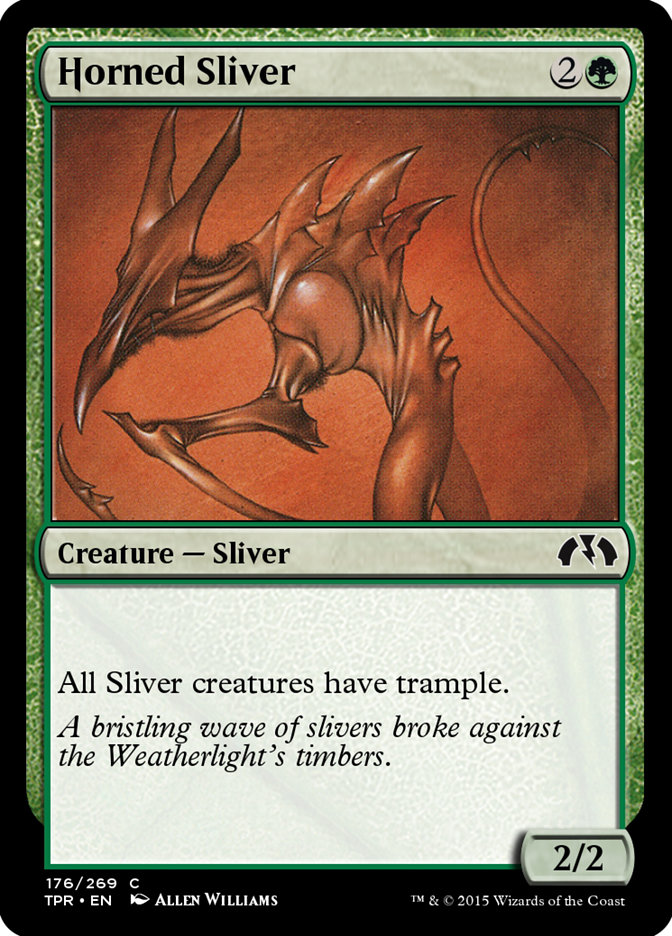 Horned Sliver 2
Creature — Sliver
All Sliver creatures have trample.
A bristling wave of slivers broke against
the Weatherlight's timbers.
2/2
176/269 C
TPR • EN Allen Williams
™ & © 2015 Wizards of the Coast